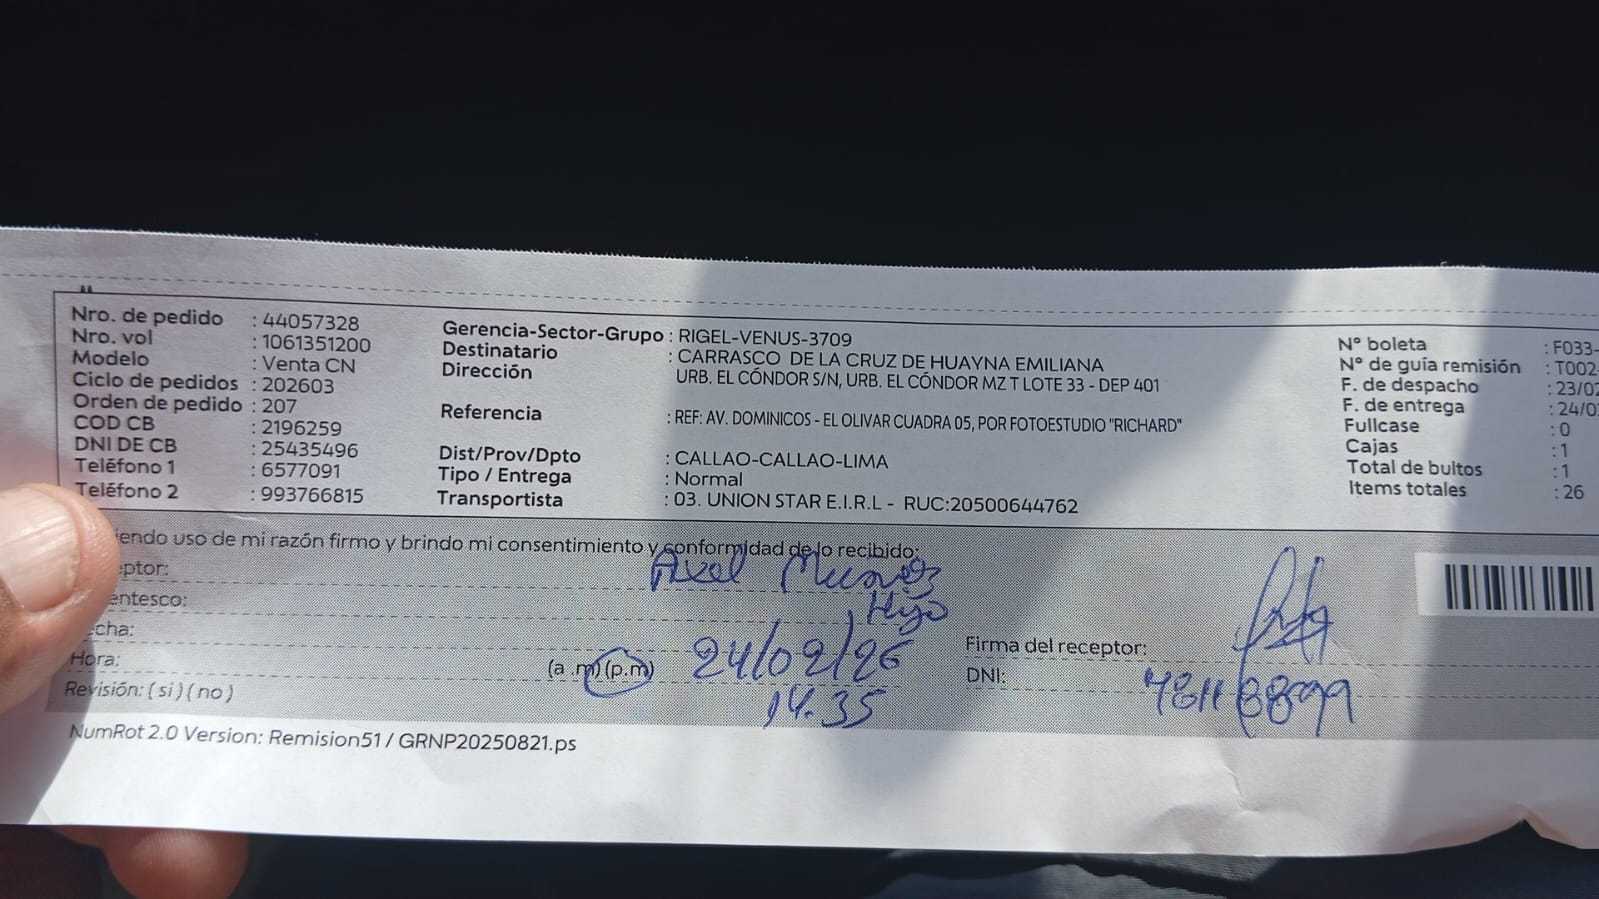 Nro. de pedido : 44057328
Nro. vol : 1061351200
Modelo : Venta CN
Ciclo de pedidos : 202603
Orden de pedido : 207
COD CB : 2196259
DNI DE CB : 25435496
Teléfono 1 : 6577091
Teléfono 2 : 993766815
Gerencia-Sector-Grupo : RIGEL-VENUS-3709
Destinatario : CARRASCO DE LA CRUZ DE HUAYNA EMILIANA
Dirección URB. EL CÓNDOR S/N, URB. EL CÓNDOR MZ T LOTE 33 - DEP 401
Referencia : REF: AV. DOMINICOS - EL OLIVAR CUADRA 05, POR FOTOESTUDIO "RICHARD"
Dist/Prov/Dpto : CALLAO-CALLAO-LIMA
Tipo / Entrega : Normal
Transportista : 03. UNION STAR E.I.R.L - RUC:20500644762
N° boleta : F033-
N° de guía remisión : T002-
F. de despacho : 23/02
F. de entrega : 24/0
Fullcase : 0
Cajas : 1
Total de bultos : 1
Items totales : 26
iendo uso de mi razón firmo y brindo mi consentimiento y conformidad de lo recibido:
eptor: Axel
entesco: Hijo
echa: 24/02/26
Hora: (a .m) (p.m) 14.35
Revisión: ( si ) ( no )
Firma del receptor:
DNI:
NumRot 2.0 Version: Remision51 / GRNP20250821.ps